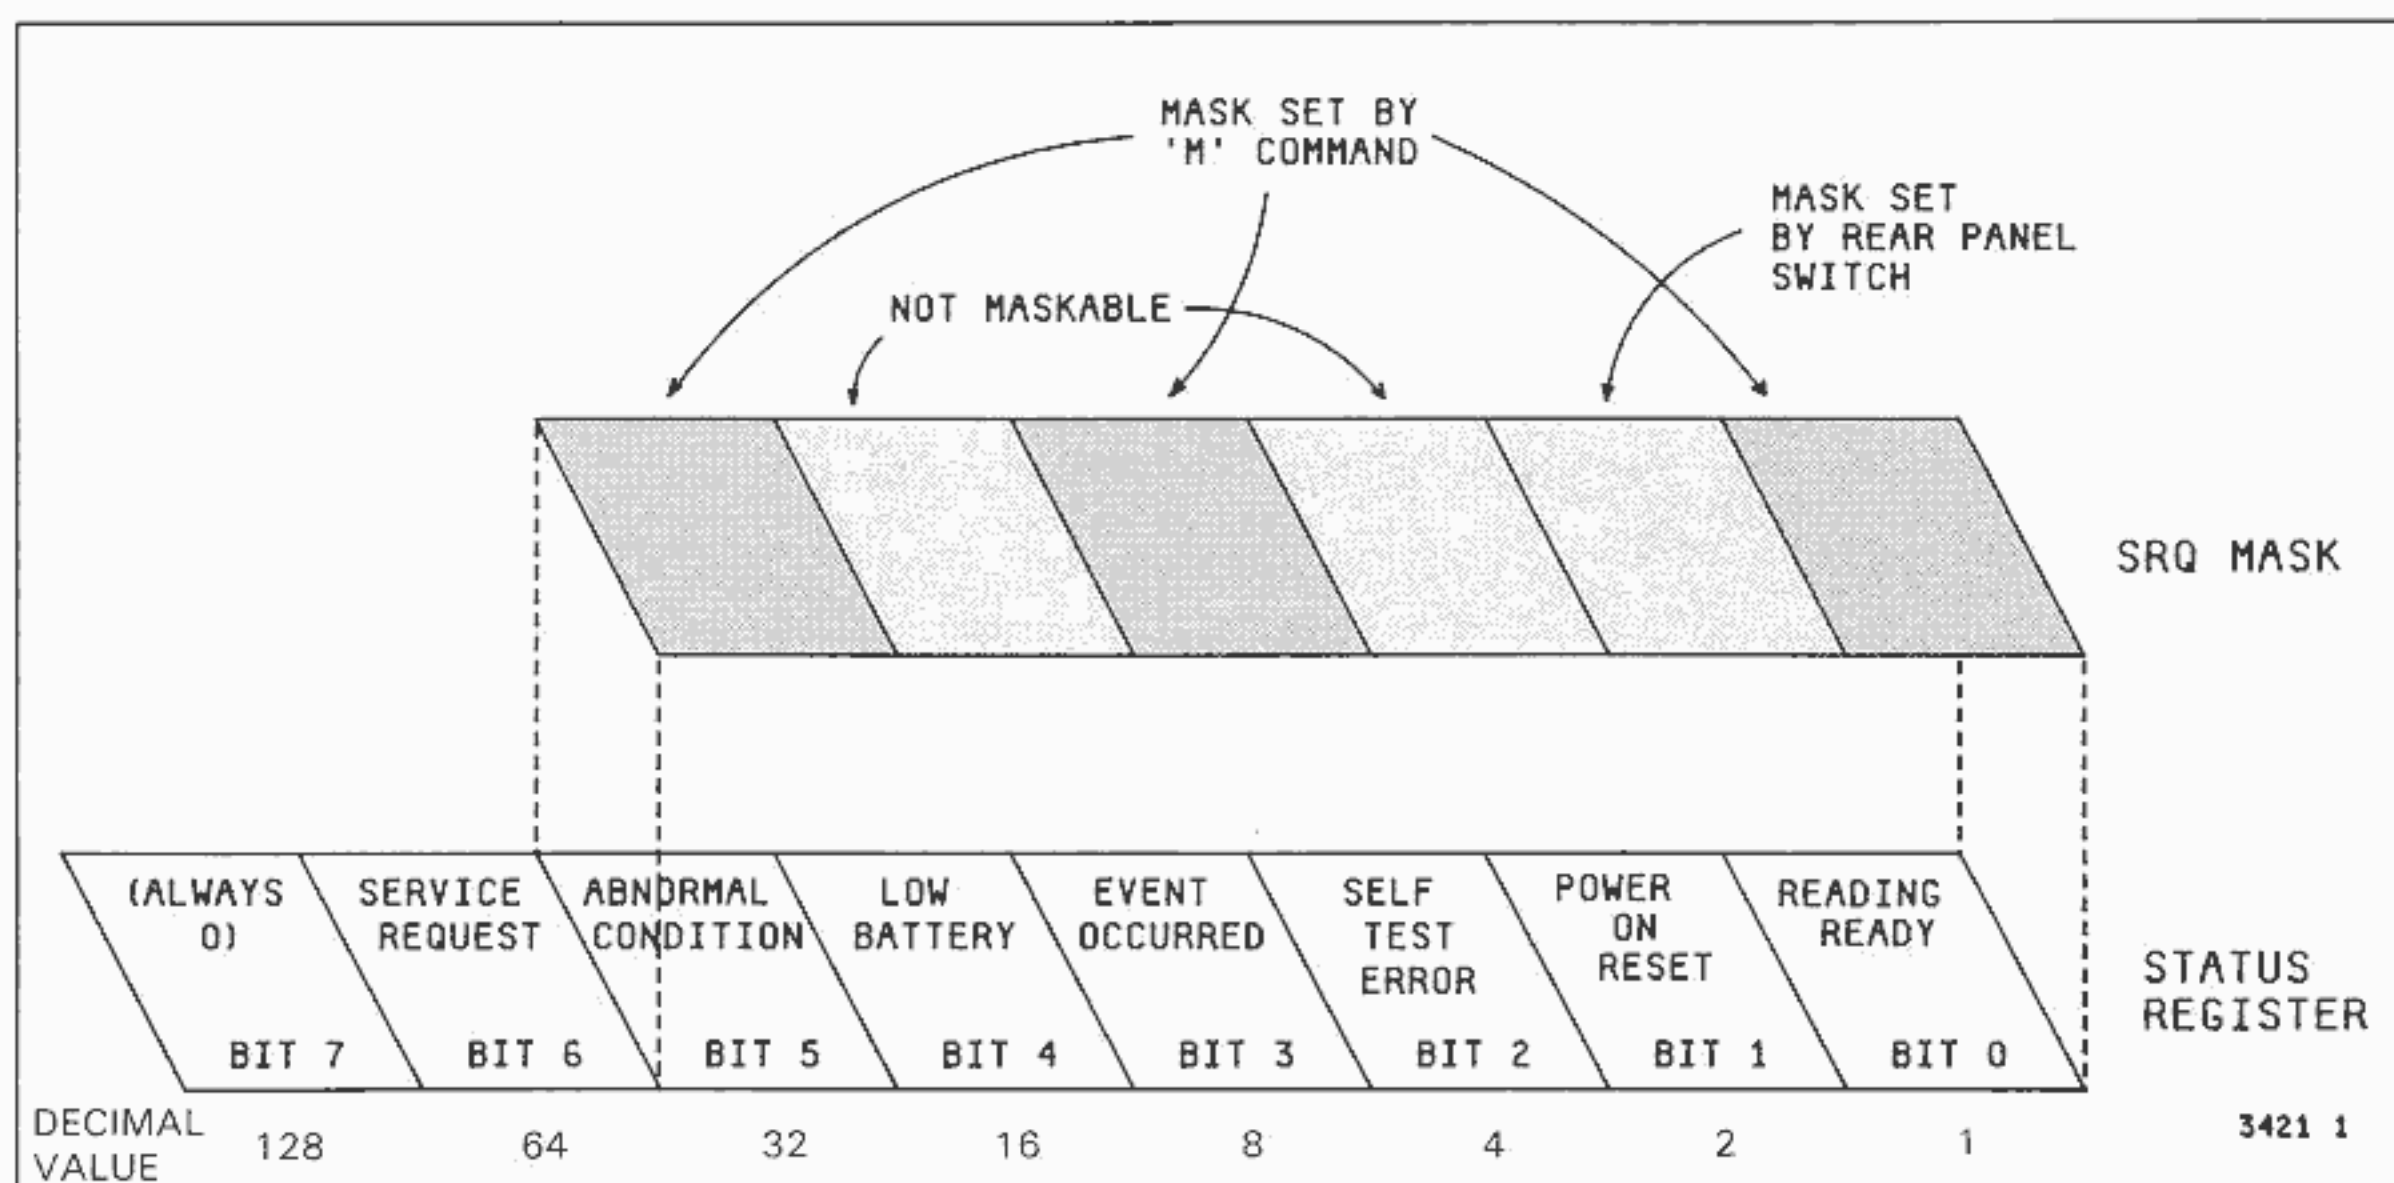 MASK SET BY
'M' COMMAND
MASK SET
BY REAR PANEL
SWITCH
NOT MASKABLE
SRQ MASK
(ALWAYS
0)
BIT 7
SERVICE
REQUEST
BIT 6
ABNORMAL
CONDITION
BIT 5
LOW
BATTERY
BIT 4
EVENT
OCCURRED
BIT 3
SELF
TEST
ERROR
BIT 2
POWER
ON
RESET
BIT 1
READING
READY
BIT 0
STATUS
REGISTER
DECIMAL
VALUE
128 64 32 16 8 4 2 1
3421 1